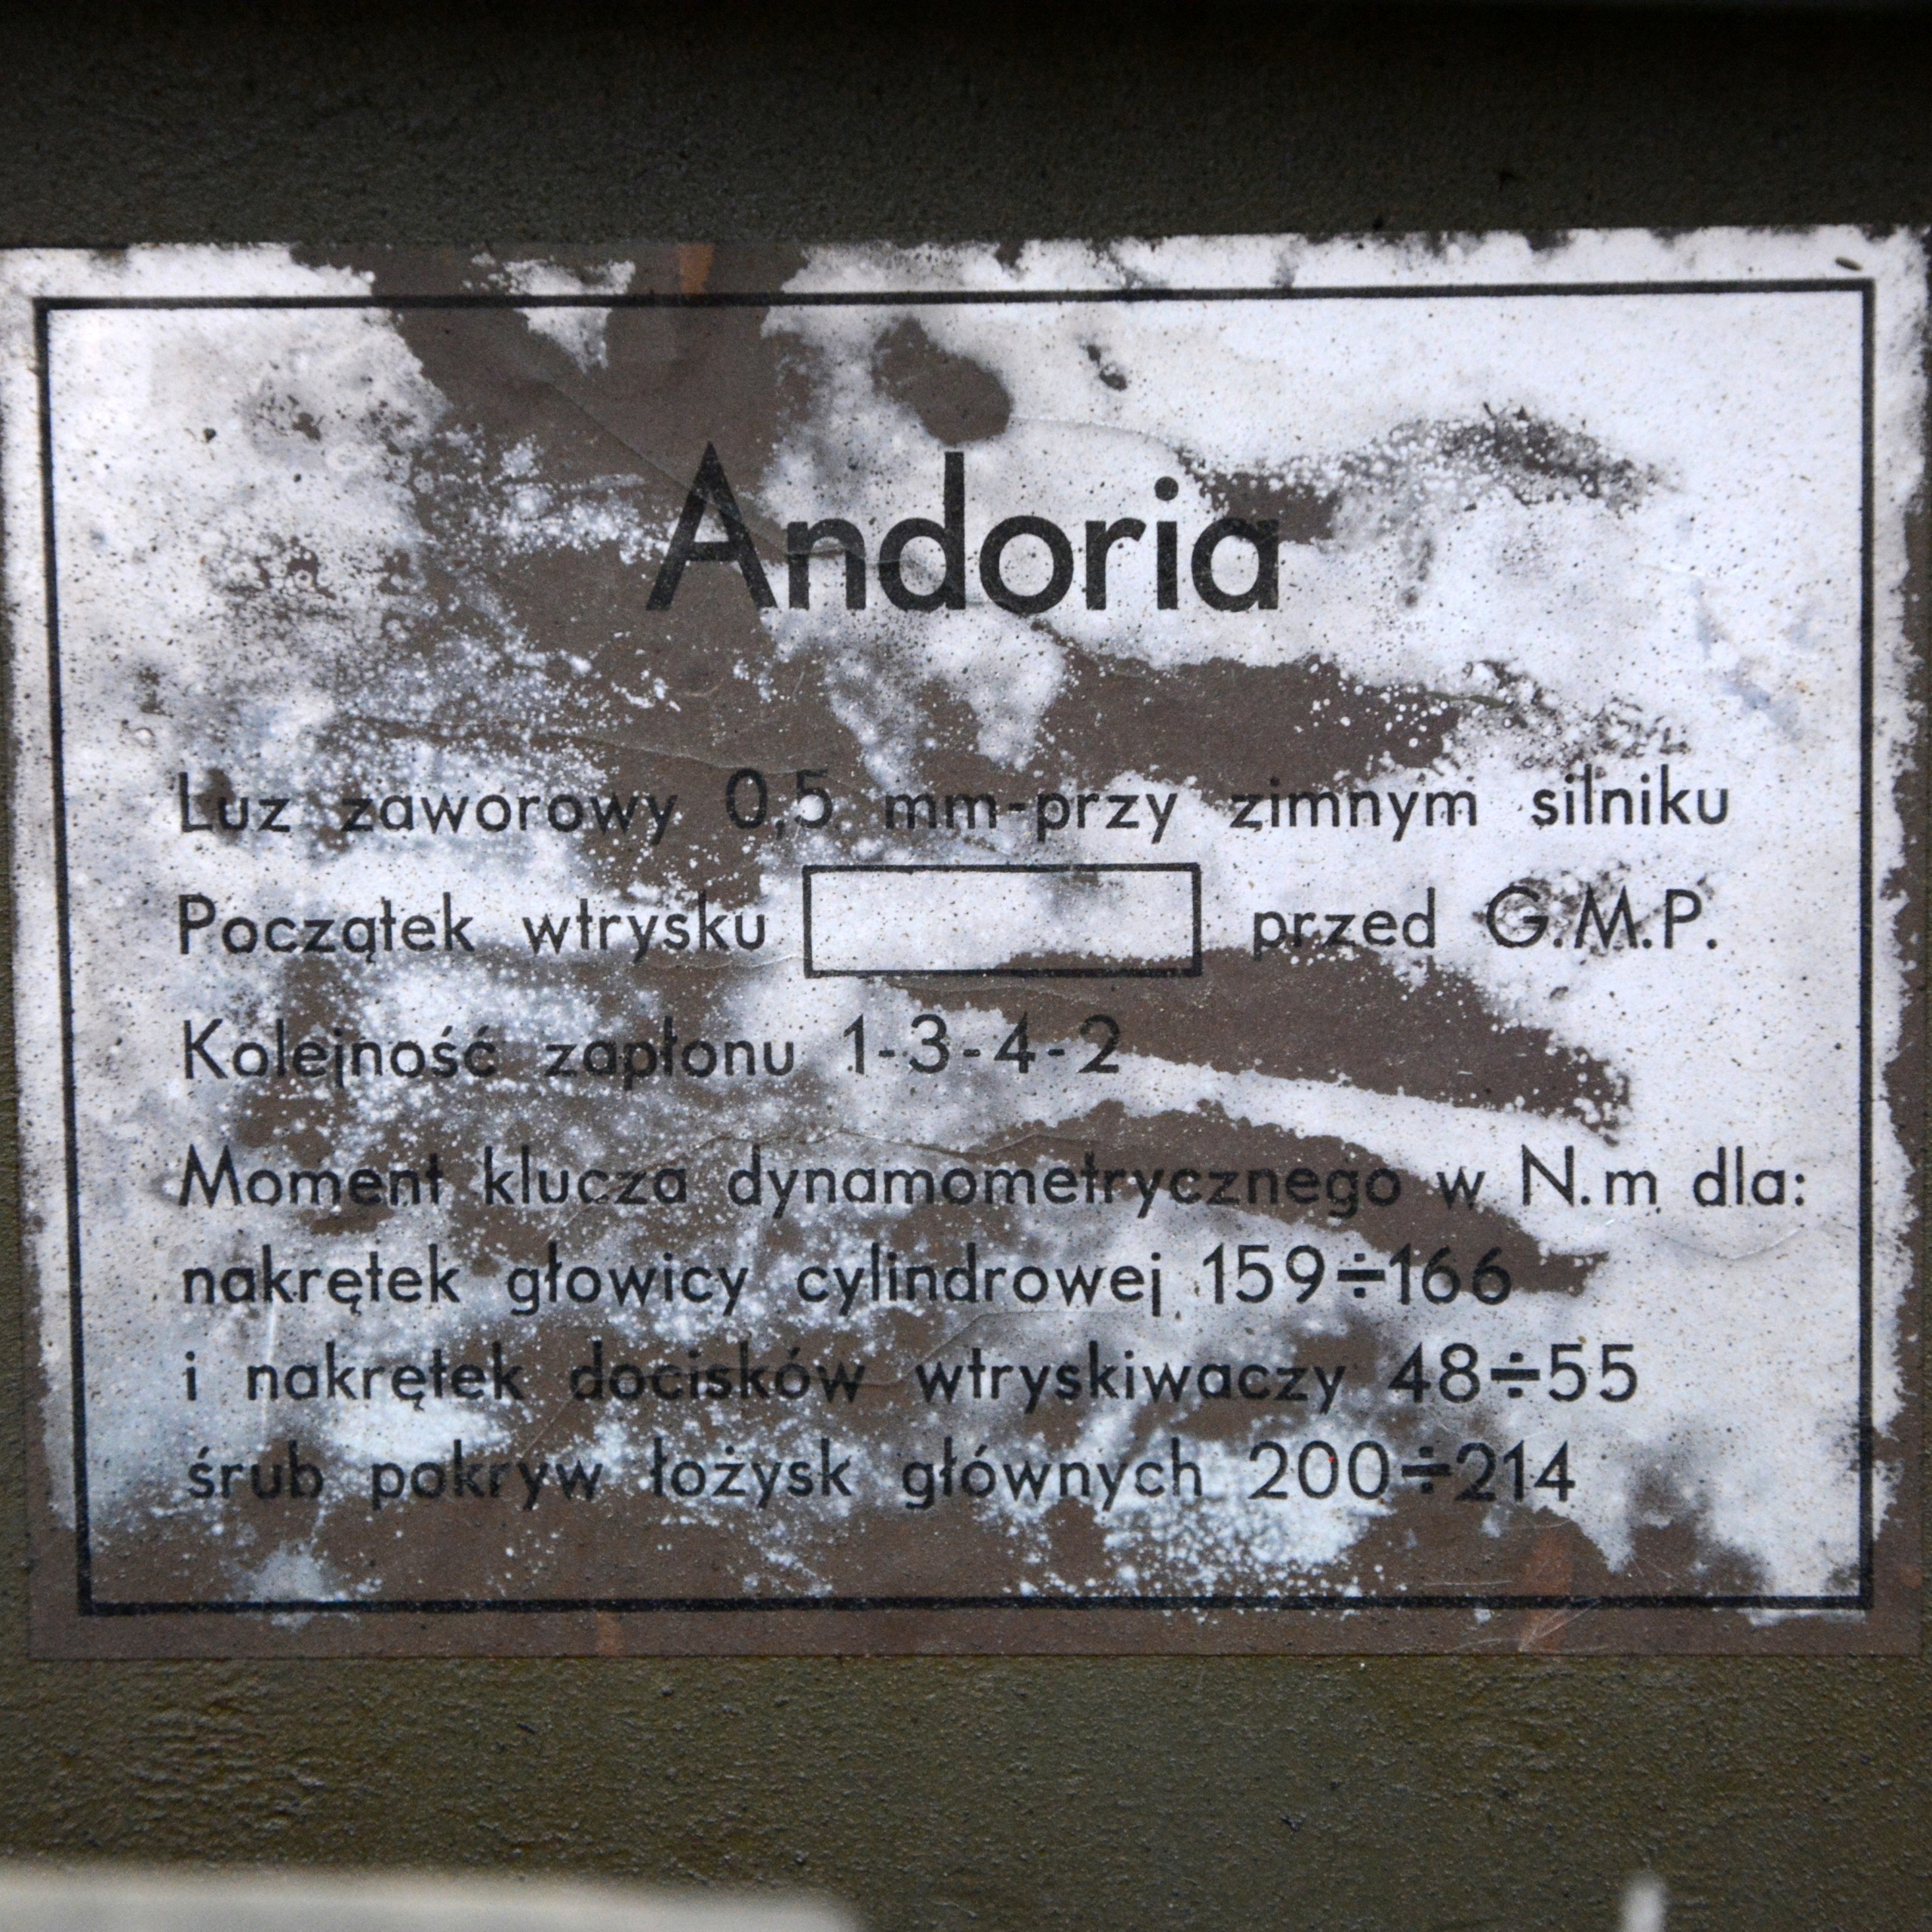 Andoria
Luz zaworowy 0,5 mm-przy zimnym silniku
Początek wtrysku przed G.M.P.
Kolejność zapłonu 1-3-4-2
Moment klucza dynamometrycznego w N.m dla:
nakrętek głowicy cylindrowej 159÷166
i nakrętek docisków wtryskiwaczy 48÷55
śrub pokryw łożysk głównych 200÷214